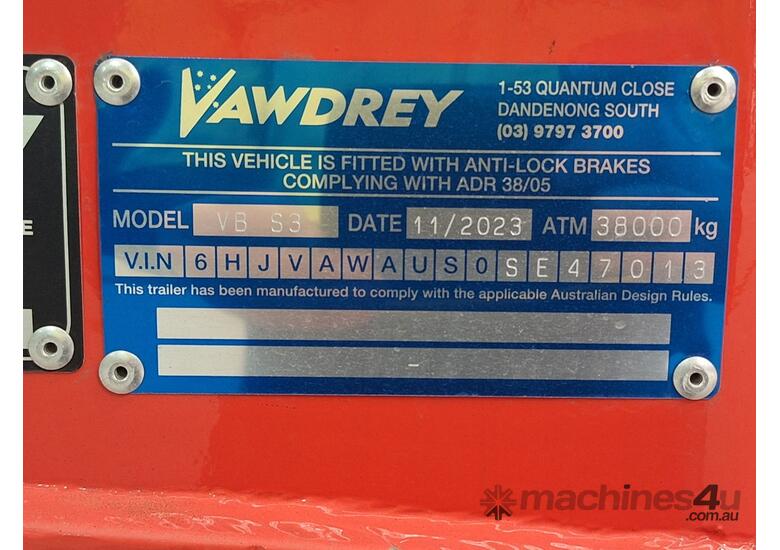 VAWDREY
1-53 QUANTUM CLOSE
DANDENONG SOUTH
(03) 9797 3700
THIS VEHICLE IS FITTED WITH ANTI-LOCK BRAKES
COMPLYING WITH ADR 38/05
MODEL VB S3 DATE 11/2023 ATM 38000 kg
V.I.N 6HJVAWAUS0SE47013
This trailer has been manufactured to comply with the applicable Australian Design Rules.
-
E
machines4u
.com.au